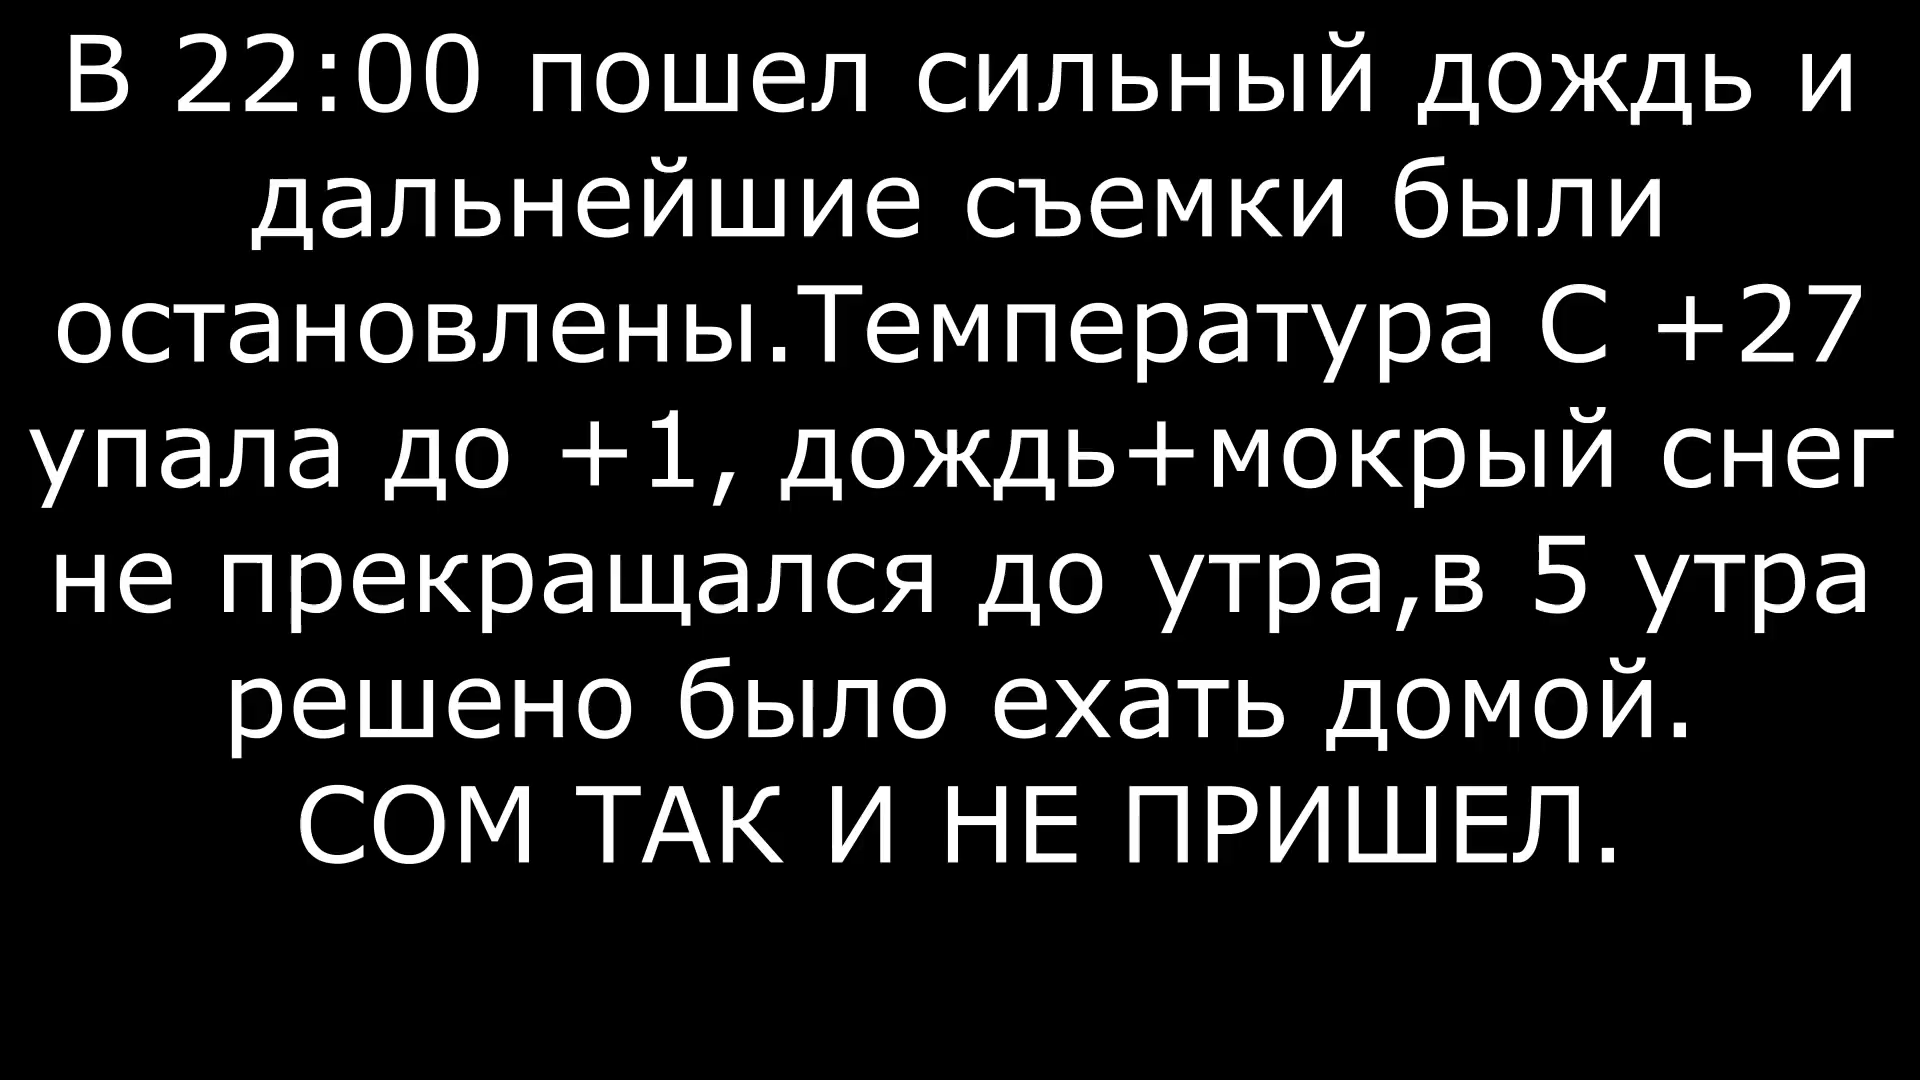 В 22:00 пошел сильный дождь и
дальнейшие съемки были
остановлены.Температура С +27
упала до +1, дождь+мокрый снег
не прекращался до утра,в 5 утра
решено было ехать домой.
СОМ ТАК И НЕ ПРИШЕЛ.